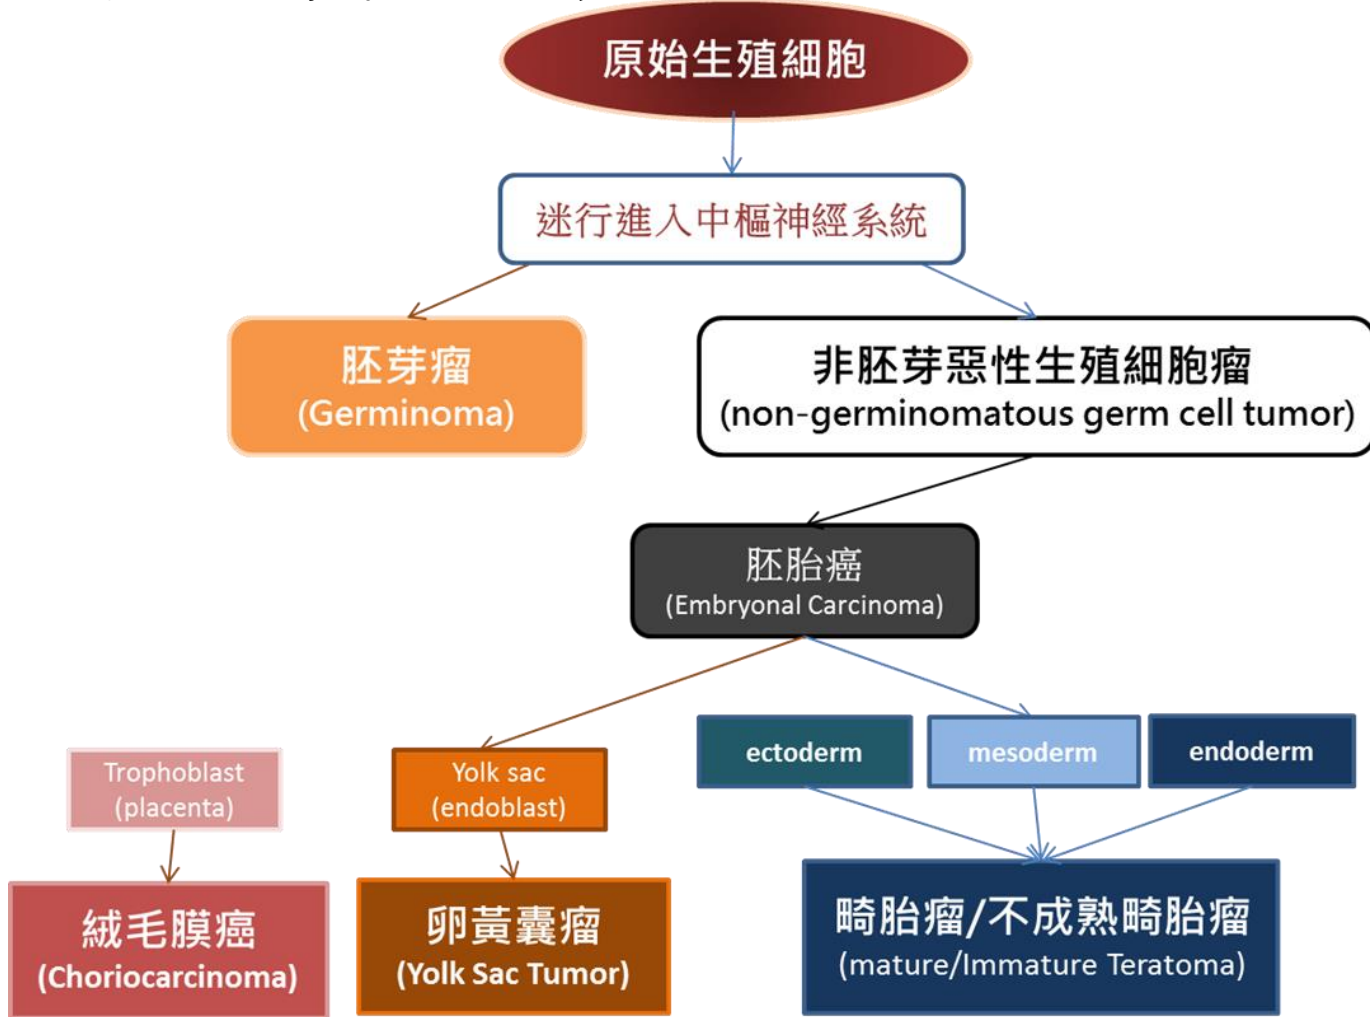 原始生殖細胞
迷行進入中樞神經系統
胚芽瘤
(Germinoma)
非胚芽惡性生殖細胞瘤
(non-germinomatous germ cell tumor)
胚胎癌
(Embryonal Carcinoma)
Trophoblast
(placenta)
Yolk sac
(endoblast)
ectoderm
mesoderm
endoderm
絨毛膜癌
(Choriocarcinoma)
卵黃囊瘤
(Yolk Sac Tumor)
畸胎瘤/不成熟畸胎瘤
(mature/Immature Teratoma)